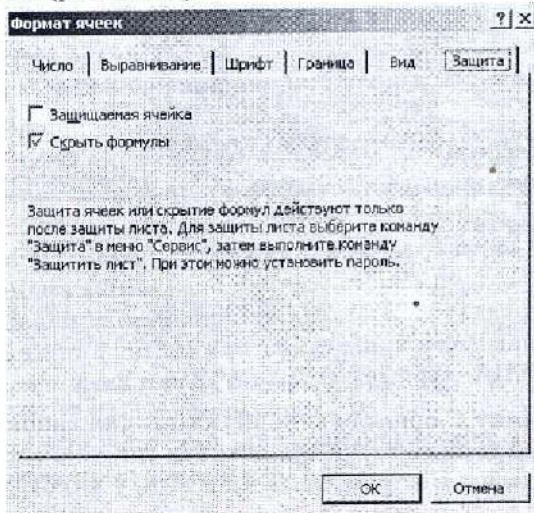 Формат ячеек
Число Выравнивание Шрифт Граница Вид Защита
Защищаемая ячейка
Скрыть формулы
Защита ячеек или скрытие формул действуют только
после защиты листа. Для защиты листа выберите команду
"Защита" в меню "Сервис", затем выполните команду
"Защитить лист". При этом можно установить пароль.
ОК Отмена